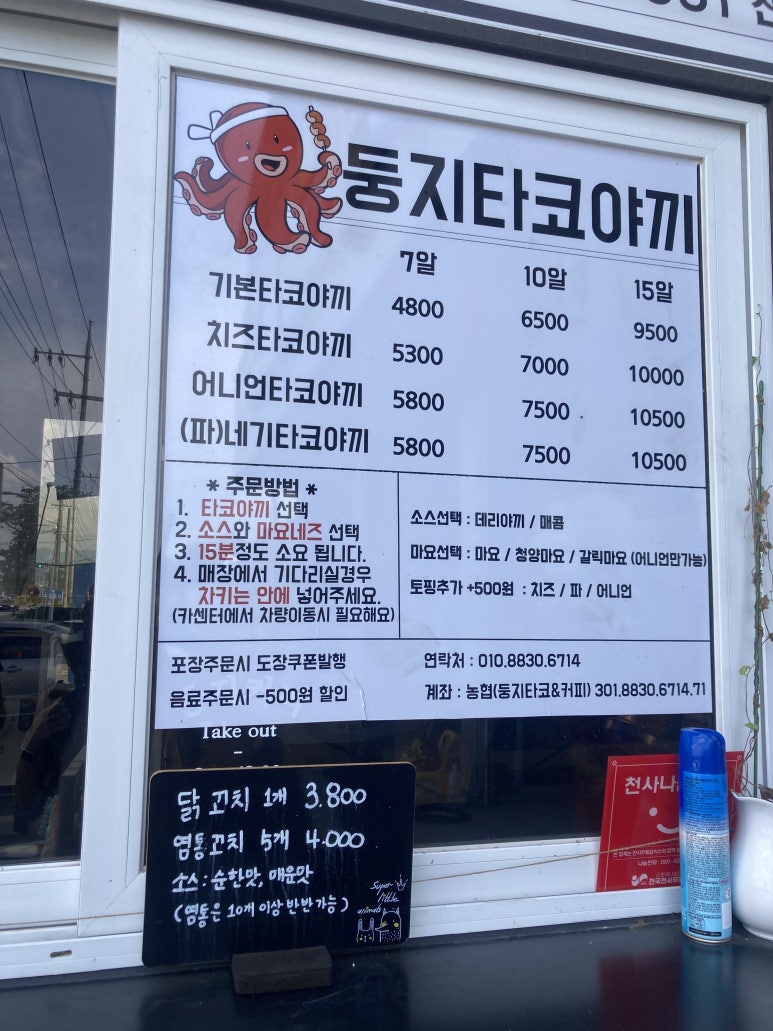 둥지타코야끼
7알 10알 15알
기본타코야끼 4800 6500 9500
치즈타코야끼 5300 7000 10000
어니언타코야끼 5800 7500 10500
(파)네기타코야끼 5800 7500 10500
* 주문방법 *
1. 타코야끼 선택
2. 소스와 마요네즈 선택
3. 15분정도 소요 됩니다.
4. 매장에서 기다리실경우
차키는 안에 넣어주세요.
(카센터에서 차량이동시 필요해요)
소스선택 : 데리야끼 / 매콤
마요선택 : 마요 / 청양마요 / 갈릭마요 (어니언만가능)
토핑추가 +500원 : 치즈 / 파 / 어니언
포장주문시 도장쿠폰발행
음료주문시 -500원 할인
연락처 : 010.8830.6714
계좌 : 농협(둥지타코&커피) 301.8830.6714.71
Take out
닭꼬치 1개 3.800
염통꼬치 5개 4.000
소스 : 순한맛, 매운맛
(염통은 10개 이상 반반 가능)
Super
little
animals
천사나